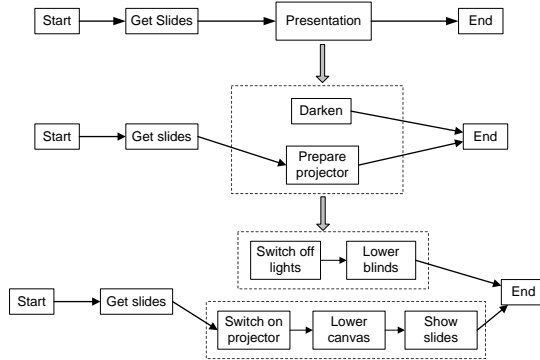 Start
Get Slides
Presentation
End
Darken
Start
Get slides
End
Prepare
projector
Switch off
lights
Lower
blinds
End
Start
Get slides
Switch on
projector
Lower
canvas
Show
slides